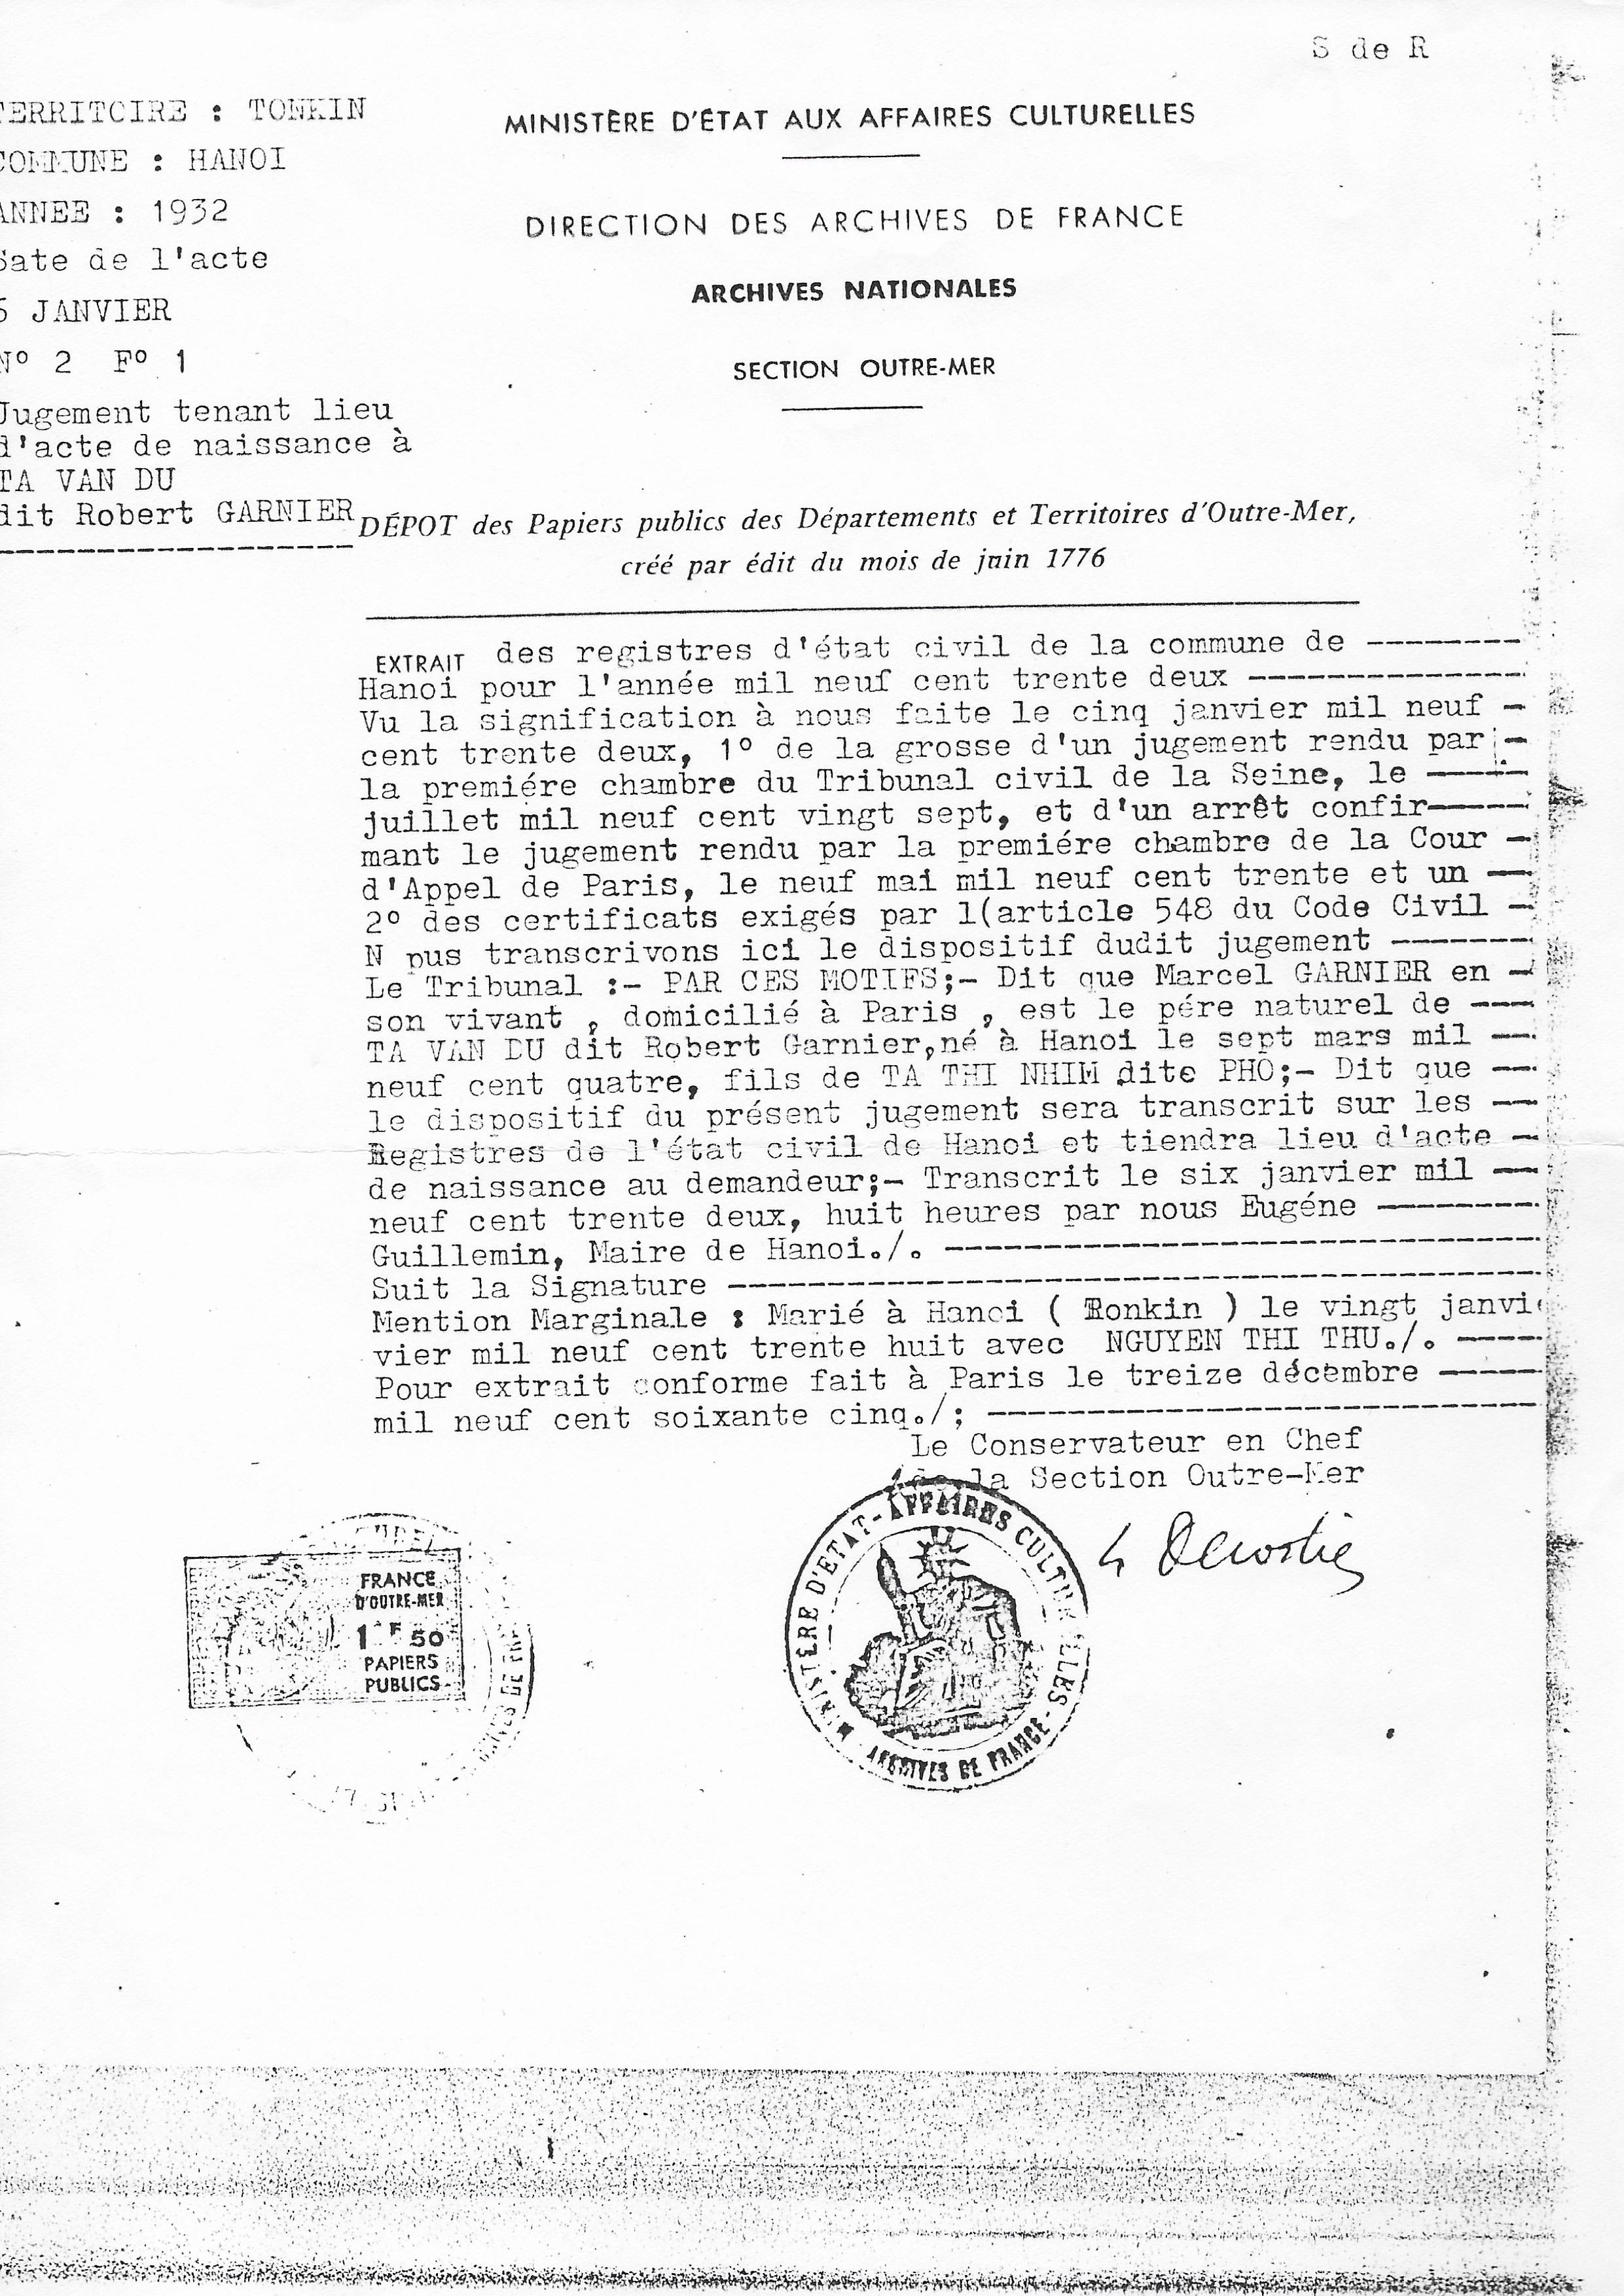 S de R
TERRITOIRE : TONKIN
COMMUNE : HANOI
ANNEE : 1932
Sate de l'acte
6 JANVIER
Nº 2 Fº 1
Jugement tenant lieu
d'acte de naissance à
TA VAN DU
dit Robert GARNIER
MINISTÈRE D'ÉTAT AUX AFFAIRES CULTURELLES
DIRECTION DES ARCHIVES DE FRANCE
ARCHIVES NATIONALES
SECTION OUTRE-MER
DÉPOT des Papiers publics des Départements et Territoires d'Outre-Mer,
créé par édit du mois de juin 1776
EXTRAIT des registres d'état civil de la commune de --------
Hanoi pour l'année mil neuf cent trente deux --------------
Vu la signification à nous faite le cinq janvier mil neuf -
cent trente deux, 1º de la grosse d'un jugement rendu par -
la premiére chambre du Tribunal civil de la Seine, le -----
juillet mil neuf cent vingt sept, et d'un arrêt confir-----
mant le jugement rendu par la premiére chambre de la Cour -
d'Appel de Paris, le neuf mai mil neuf cent trente et un --
2º des certificats exigés par l(article 548 du Code Civil -
N ous transcrivons ici le dispositif dudit jugement -------
Le Tribunal :- PAR CES MOTIFS;- Dit que Marcel GARNIER en -
son vivant , domicilié à Paris , est le pére naturel de ---
TA VAN DU dit Robert Garnier,né à Hanoi le sept mars mil --
neuf cent quatre, fils de TA THI NHIM dite PHO;- Dit que --
le dispositif du présent jugement sera transcrit sur les --
Registres de l'état civil de Hanoi et tiendra lieu d'acte -
de naissance au demandeur;- Transcrit le six janvier mil --
neuf cent trente deux, huit heures par nous Eugéne --------
Guillemin, Maire de Hanoi./. ------------------------------
Suit la Signature -----------------------------------------
Mention Marginale : Marié à Hanoi ( Tonkin ) le vingt janvi
vier mil neuf cent trente huit avec NGUYEN THI THU./. ----
Pour extrait conforme fait à Paris le treize décembre -----
mil neuf cent soixante cinq./; ----------------------------
Le Conservateur en Chef
de la Section Outre-Mer
MINISTÈRE D'ETAT - AFFAIRES CULTURELLES - ARCHIVES DE FRANCE -
FRANCE
D'OUTRE-MER
1 F 50
PAPIERS
PUBLICS